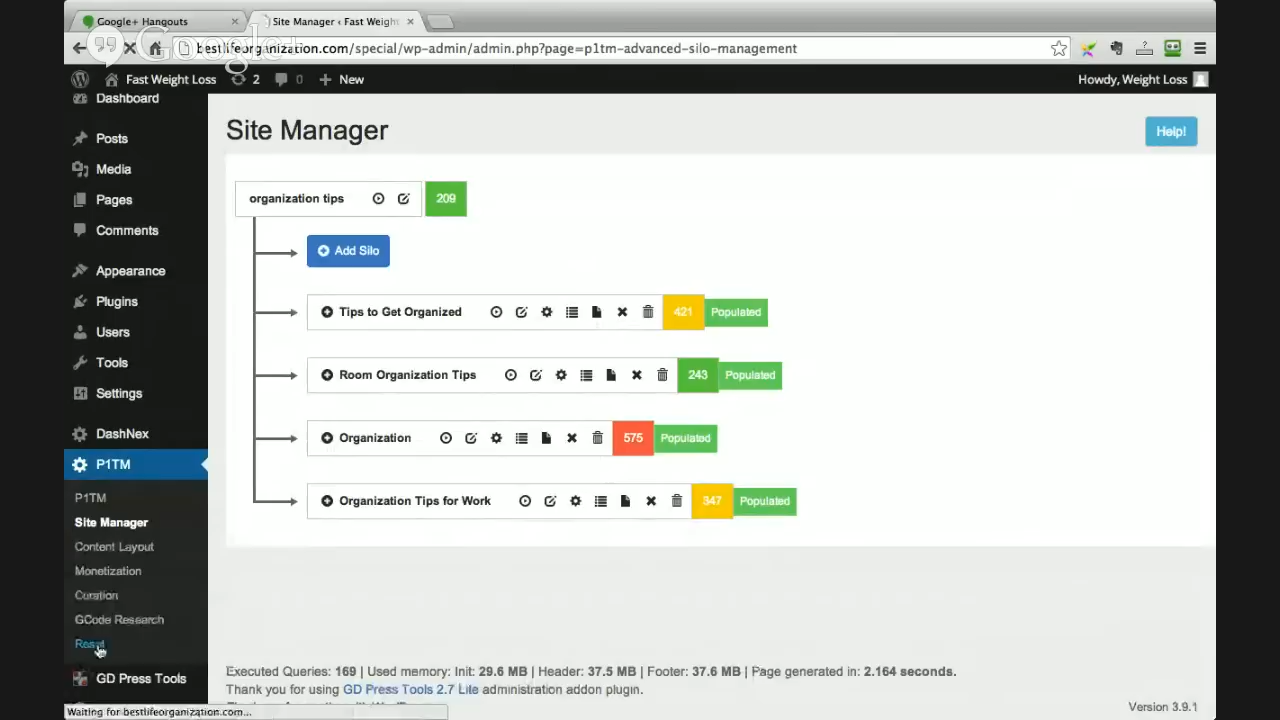 Google+ Hangouts
Site Manager ‹ Fast Weigh
Google+
bestlifeorganization.com/special/wp-admin/admin.php?page=p1tm-advanced-silo-management
Fast Weight Loss
2
0
New
Howdy, Weight Loss
Dashboard
Posts
Media
Pages
Comments
Appearance
Plugins
Users
Tools
Settings
DashNex
P1TM
P1TM
Site Manager
Content Layout
Monetization
Curation
GCode Research
Reset
GD Press Tools
Waiting for bestlifeorganization.com...
Site Manager
Help!
organization tips 209
Add Silo
Tips to Get Organized 421 Populated
Room Organization Tips 243 Populated
Organization 575 Populated
Organization Tips for Work 347 Populated
Executed Queries: 169 | Used memory: Init: 29.6 MB | Header: 37.5 MB | Footer: 37.6 MB | Page generated in: 2.164 seconds.
Thank you for using GD Press Tools 2.7 Lite administration addon plugin.
Version 3.9.1